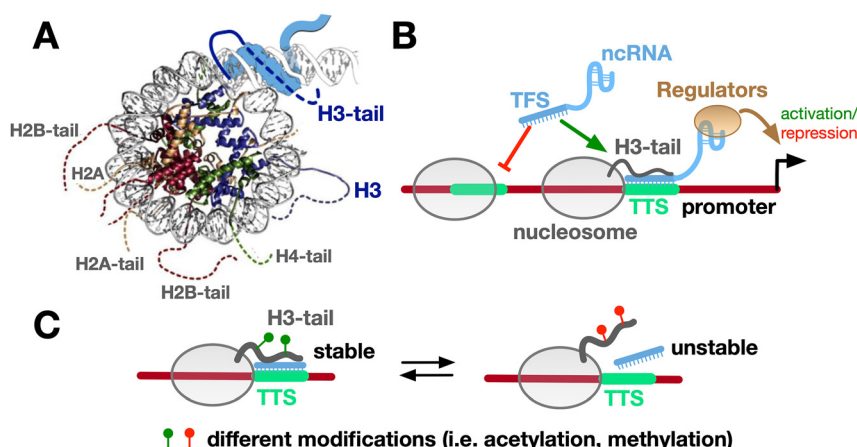 A
H3-tail
H2B-tail
H2A
H3
H2A-tail
H4-tail
H2B-tail
B
ncRNA
TFS
Regulators
activation/
repression
H3-tail
TTS
promoter
nucleosome
C
H3-tail
stable
TTS
unstable
TTS
different modifications (i.e. acetylation, methylation)